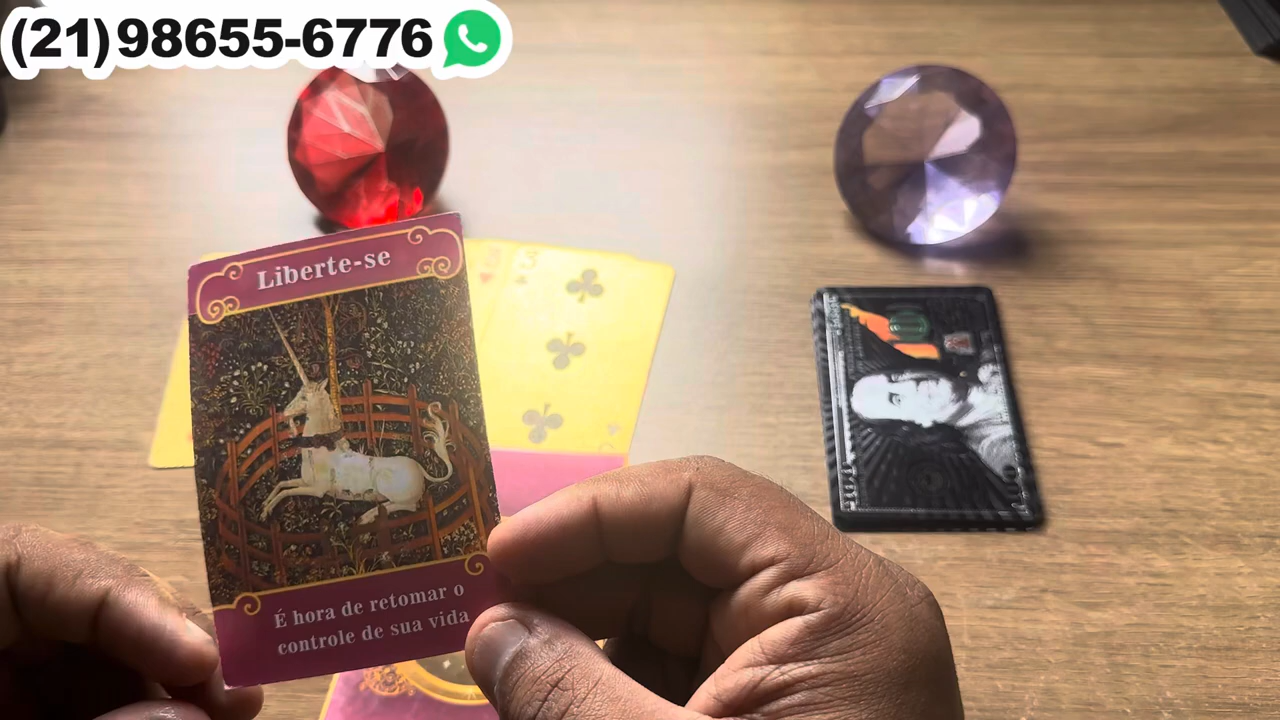 (21)98655-6776
Liberte-se
É hora de retomar o
controle de sua vida